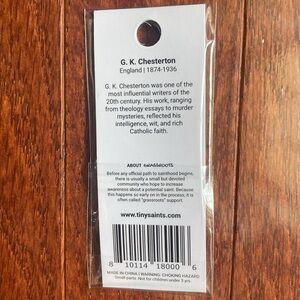 G. K. Chesterton
England | 1874-1936
G. K. Chesterton was one of the
most influential writers of the
20th century. His work, ranging
from theology essays to murder
mysteries, reflected his
intelligence, wit, and rich
Catholic faith.
ABOUT GRASSROOTS
Before any official path to sainthood begins,
there is usually a small but devoted
community who hope to increase
awareness about a potential saint. Because
this happens so early on in the process, it is
often called "grassroots" support.
www.tinysaints.com
8 10114 18000 6
MADE IN CHINA | WARNING: CHOKING HAZARD
Small parts. Not for children under 3 yrs.